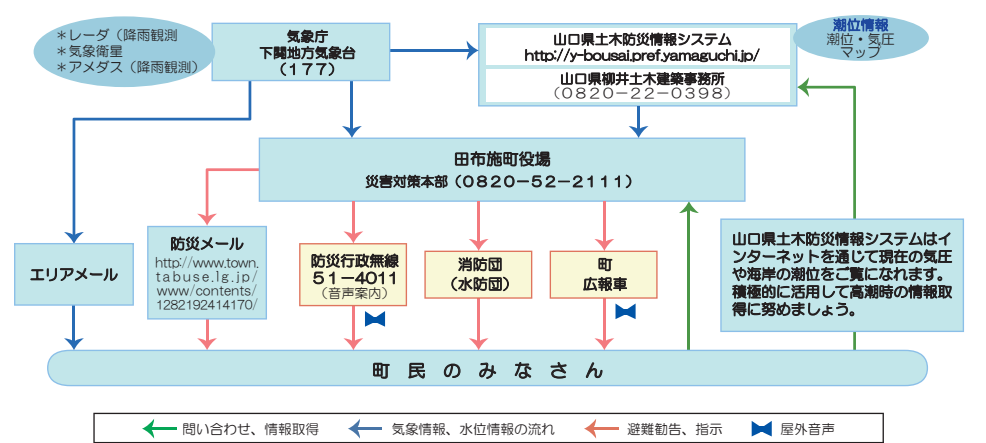 ＊レーダ（降雨観測
＊気象衛星
＊アメダス（降雨観測）
気象庁
下関地方気象台
（１７７）
山口県土木防災情報システム
http://y-bousai.pref.yamaguchi.jp/
山口県柳井土木建築事務所
（０８２０－２２－０３９８）
潮位情報
潮位・気圧
マップ
田布施町役場
災害対策本部（０８２０－５２－２１１１）
エリアメール
防災メール
http://www.town.
tabuse.lg.jp/
www/contents/
1282192414170/
防災行政無線
５１－４０１１
（音声案内）
消防団
（水防団）
町
広報車
山口県土木防災情報システムはイ
ンターネットを通じて現在の気圧
や海岸の潮位をご覧になれます。
積極的に活用して高潮時の情報取
得に努めましょう。
町民のみなさん
問い合わせ、情報取得
気象情報、水位情報の流れ
避難勧告、指示
屋外音声